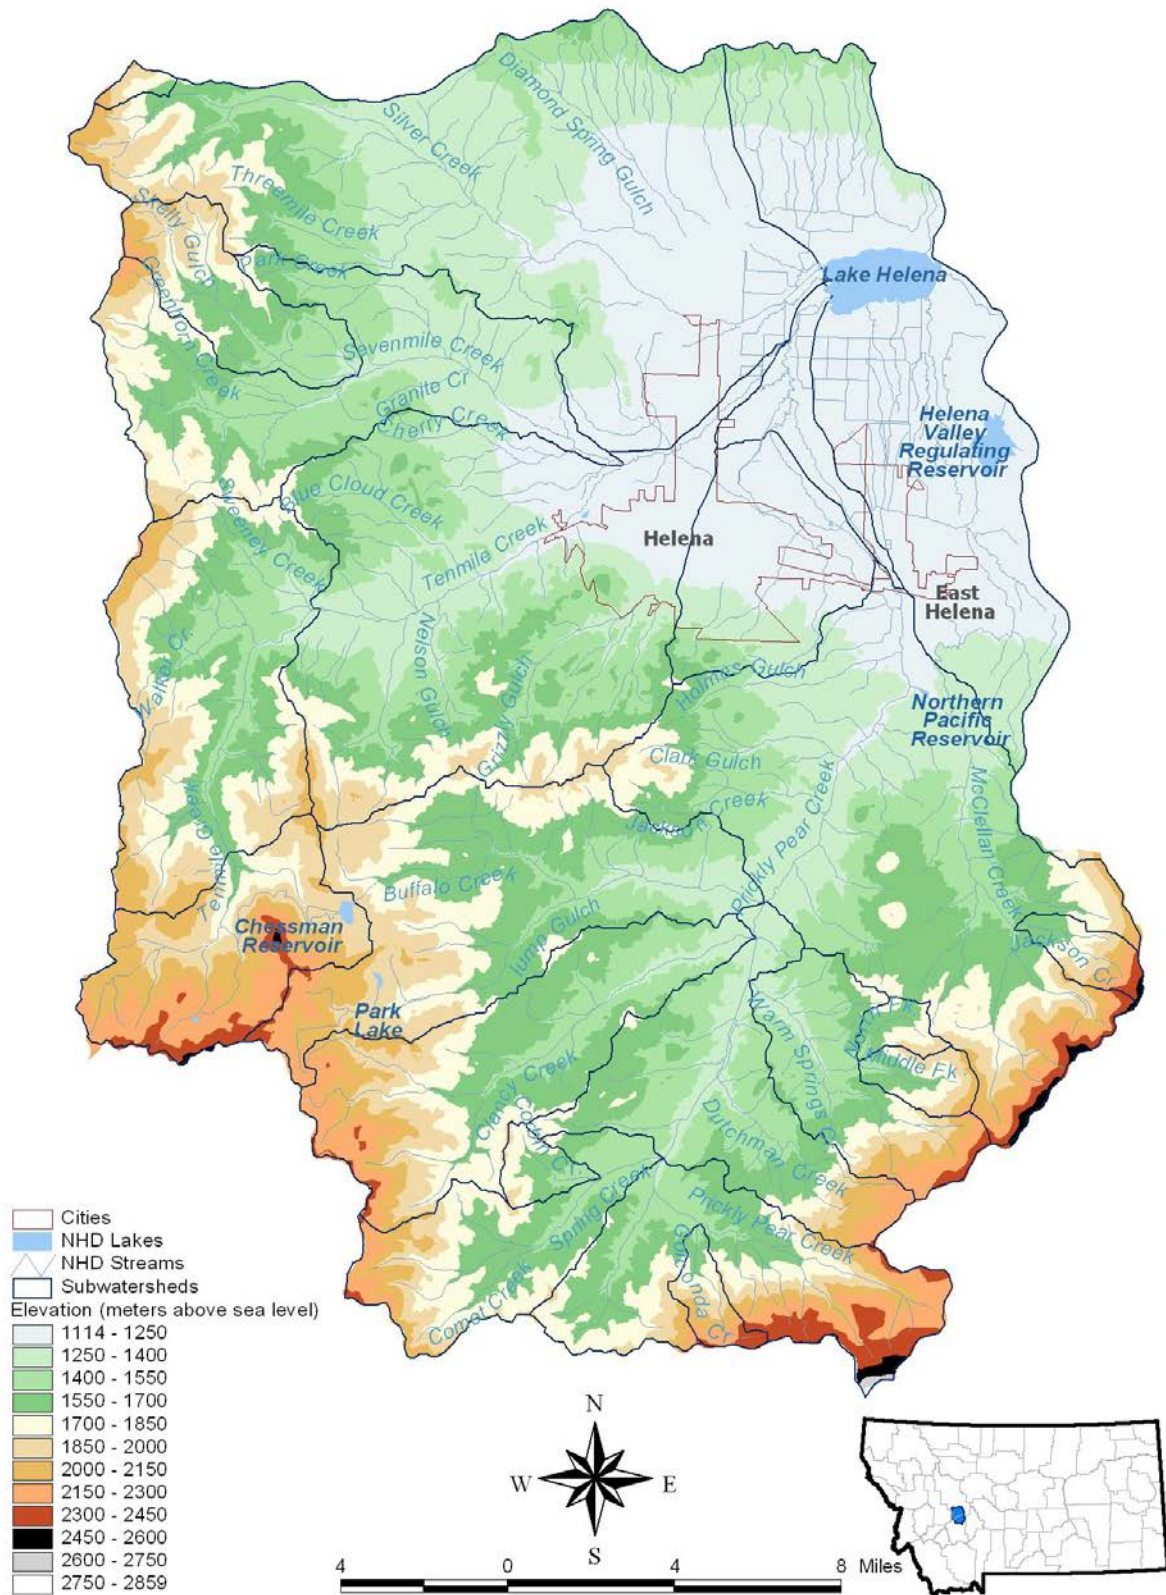 Diamond Spring Gulch
Silver Creek
Threemile Creek
Skelly Gulch
Park Creek
Greenhorn Creek
Lake Helena
Sevenmile Creek
Granite Cr
Cherry Creek
Helena
Valley
Regulating
Reservoir
Blue Cloud Creek
Sweeney Creek
Tenmile Creek
Helena
East
Helena
Nelson Gulch
Walker Cr.
Grizzly Gulch
Holmes Gulch
Northern
Pacific
Reservoir
Clark Gulch
Jackson Creek
Prickly Pear Creek
McClellan Creek
Tenmile Creek
Buffalo Creek
Lump Gulch
Chessman
Reservoir
Jackson Cr
Park
Lake
Warm Springs Cr
North Fk
Middle Fk
Clancy Creek
Dutchman Creek
Spring Creek
Prickly Pear Creek
Golconda Cr
Comet Creek
Cities
NHD Lakes
NHD Streams
Subwatersheds
Elevation (meters above sea level)
1114 - 1250
1250 - 1400
1400 - 1550
1550 - 1700
1700 - 1850
1850 - 2000
2000 - 2150
2150 - 2300
2300 - 2450
2450 - 2600
2600 - 2750
2750 - 2859
N
W E
S
4 0 4 8 Miles